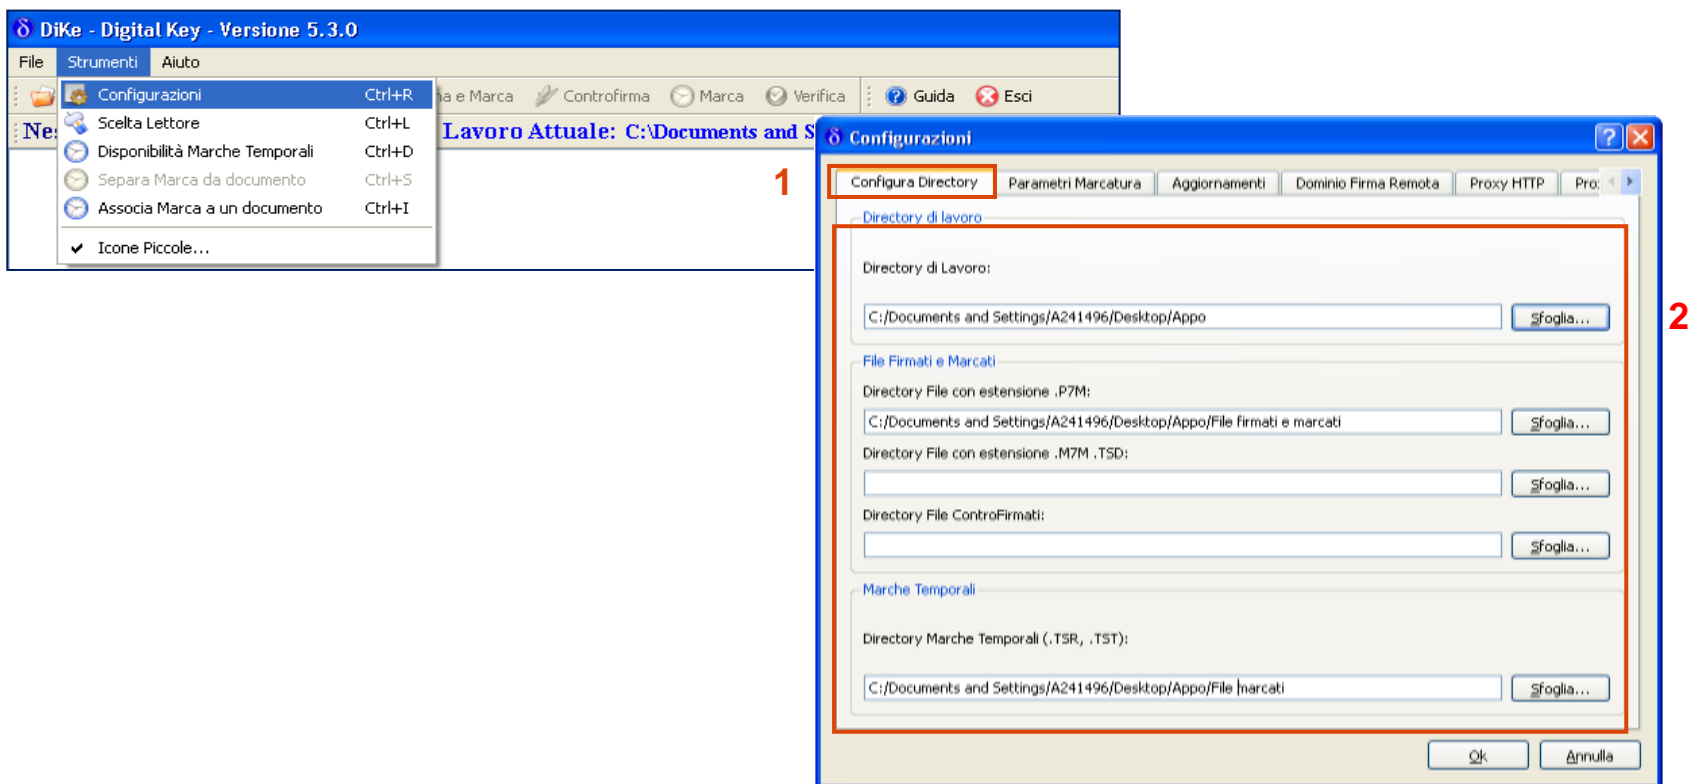 DiKe - Digital Key - Versione 5.3.0
File Strumenti Aiuto
Configurazioni Ctrl+R
Scelta Lettore Ctrl+L
Disponibilità Marche Temporali Ctrl+D
Separa Marca da documento Ctrl+S
Associa Marca a un documento Ctrl+I
Icone Piccole...
e Marca Controfirma Marca Verifica Guida Esci
Lavoro Attuale: C:\Documents and S
1
Configurazioni
Configura Directory Parametri Marcatura Aggiornamenti Dominio Firma Remota Proxy HTTP
Directory di lavoro
Directory di Lavoro:
C:/Documents and Settings/A241496/Desktop/Appo Sfoglia...
2
File Firmati e Marcati
Directory File con estensione .P7M:
C:/Documents and Settings/A241496/Desktop/Appo/File firmati e marcati Sfoglia...
Directory File con estensione .M7M .TSD:
Sfoglia...
Directory File ControFirmati:
Sfoglia...
Marche Temporali
Directory Marche Temporali (.TSR, .TST):
C:/Documents and Settings/A241496/Desktop/Appo/File marcati Sfoglia...
Ok Annulla